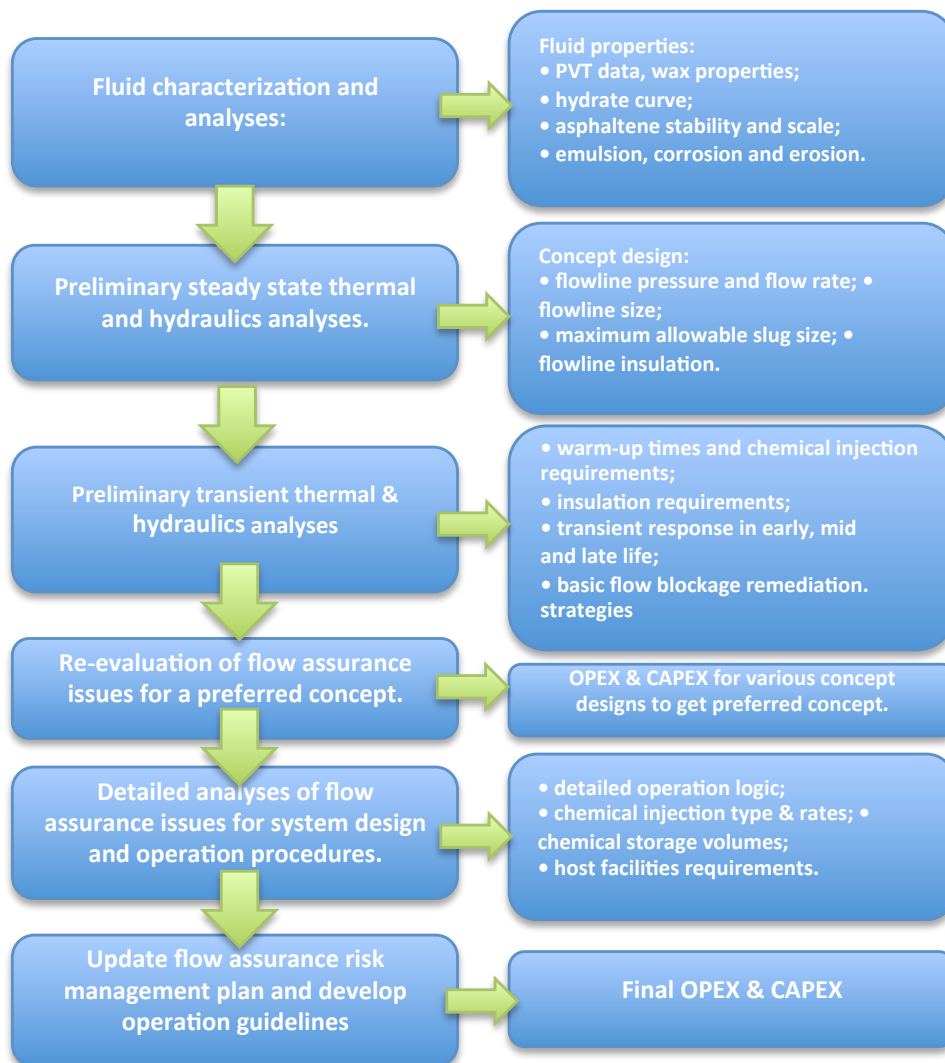 Fluid characterization and
analyses:
Fluid properties:
• PVT data, wax properties;
• hydrate curve;
• asphaltene stability and scale;
• emulsion, corrosion and erosion.
Preliminary steady state thermal
and hydraulics analyses.
Concept design:
• flowline pressure and flow rate; •
flowline size;
• maximum allowable slug size; •
flowline insulation.
Preliminary transient thermal &
hydraulics analyses
• warm-up times and chemical injection
requirements;
• insulation requirements;
• transient response in early, mid
and late life;
• basic flow blockage remediation.
strategies
Re-evaluation of flow assurance
issues for a preferred concept.
OPEX & CAPEX for various concept
designs to get preferred concept.
Detailed analyses of flow
assurance issues for system design
and operation procedures.
• detailed operation logic;
• chemical injection type & rates; •
chemical storage volumes;
• host facilities requirements.
Update flow assurance risk
management plan and develop
operation guidelines
Final OPEX & CAPEX